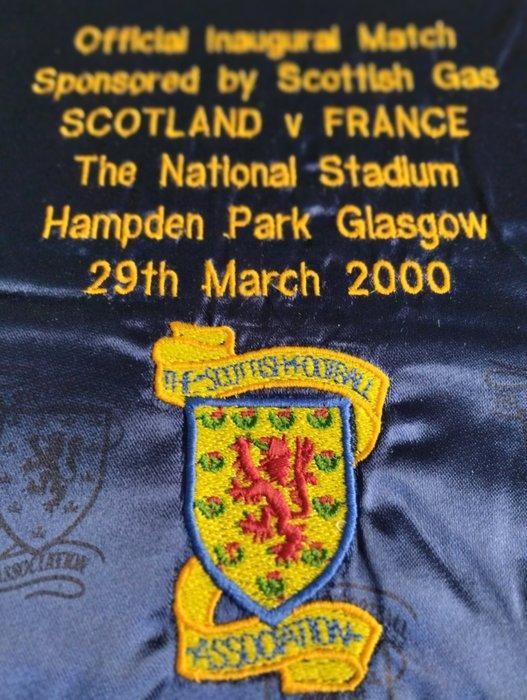 Official Inaugural Match
Sponsored by Scottish Gas
SCOTLAND v FRANCE
The National Stadium
Hampden Park Glasgow
29th March 2000
THE SCOTTISH FOOTBALL
ASSOCIATION
ASSOCIATION